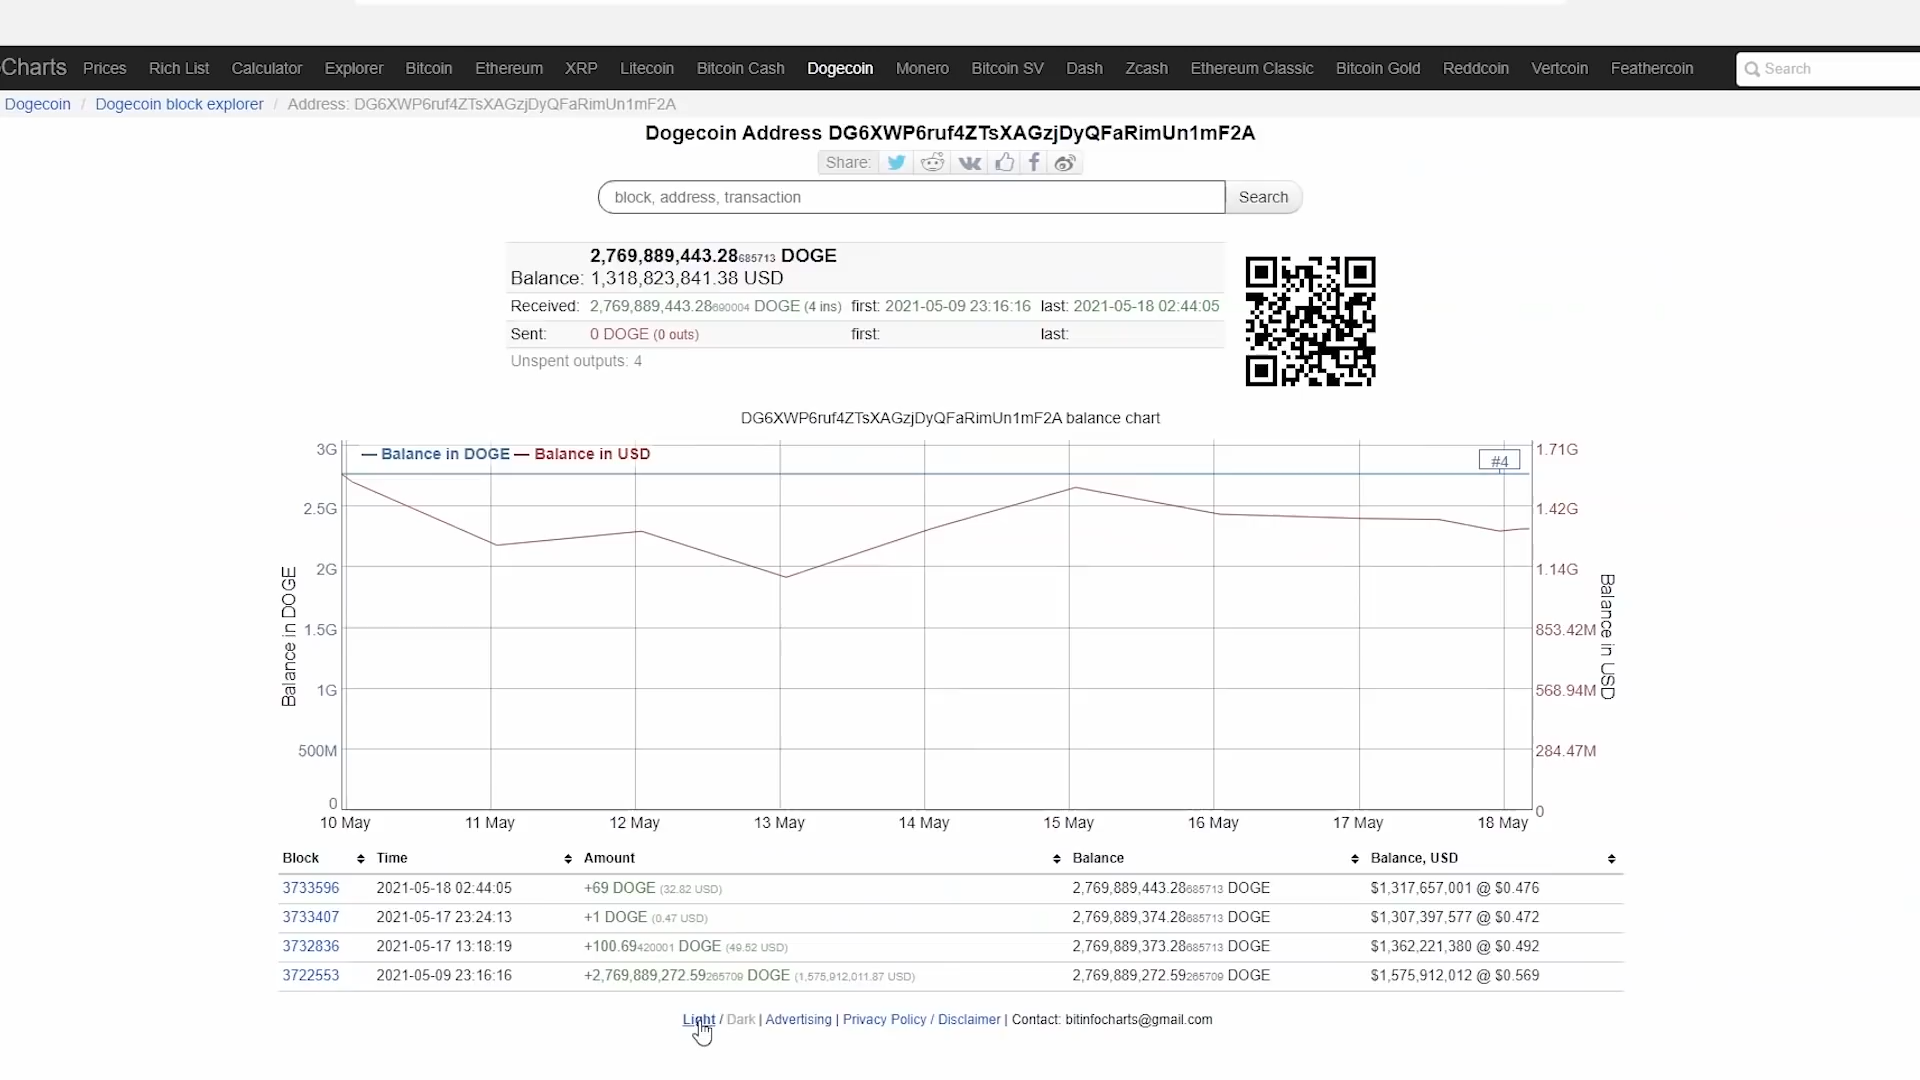 Charts Prices Rich List Calculator Explorer Bitcoin Ethereum XRP Litecoin Bitcoin Cash Dogecoin Monero Bitcoin SV Dash Zcash Ethereum Classic Bitcoin Gold Reddcoin Vertcoin Feathercoin Search
Dogecoin / Dogecoin block explorer / Address: DG6XWP6ruf4ZTsXAGzjDyQFaRimUn1mF2A
Dogecoin Address DG6XWP6ruf4ZTsXAGzjDyQFaRimUn1mF2A
Share:
block, address, transaction Search
2,769,889,443.28685713 DOGE
Balance: 1,318,823,841.38 USD
Received: 2,769,889,443.28690004 DOGE (4 ins) first: 2021-05-09 23:16:16 last: 2021-05-18 02:44:05
Sent: 0 DOGE (0 outs) first: last:
Unspent outputs: 4
DG6XWP6ruf4ZTsXAGzjDyQFaRimUn1mF2A balance chart
— Balance in DOGE — Balance in USD
#4
3G
2.5G
2G
1.5G
1G
500M
0
Balance in DOGE
1.71G
1.42G
1.14G
853.42M
568.94M
284.47M
0
Balance in USD
10 May 11 May 12 May 13 May 14 May 15 May 16 May 17 May 18 May
Block Time Amount Balance Balance, USD
3733596 2021-05-18 02:44:05 +69 DOGE (32.82 USD) 2,769,889,443.28685713 DOGE $1,317,657,001 @ $0.476
3733407 2021-05-17 23:24:13 +1 DOGE (0.47 USD) 2,769,889,374.28685713 DOGE $1,307,397,577 @ $0.472
3732836 2021-05-17 13:18:19 +100.69420001 DOGE (49.52 USD) 2,769,889,373.28685713 DOGE $1,362,221,380 @ $0.492
3722553 2021-05-09 23:16:16 +2,769,889,272.59265709 DOGE (1,575,912,011.87 USD) 2,769,889,272.59265709 DOGE $1,575,912,012 @ $0.569
Light / Dark | Advertising | Privacy Policy / Disclaimer | Contact: bitinfocharts@gmail.com